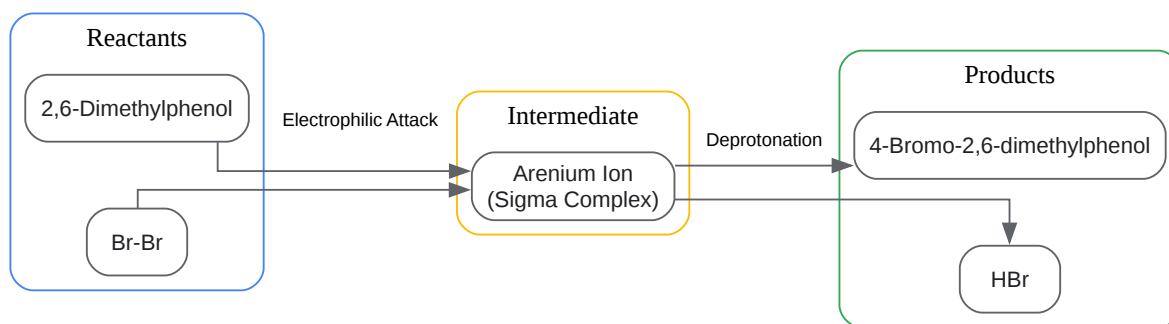 Reactants
2,6-Dimethylphenol
Br-Br
Electrophilic Attack
Intermediate
Arenium Ion
(Sigma Complex)
Deprotonation
Products
4-Bromo-2,6-dimethylphenol
HBr